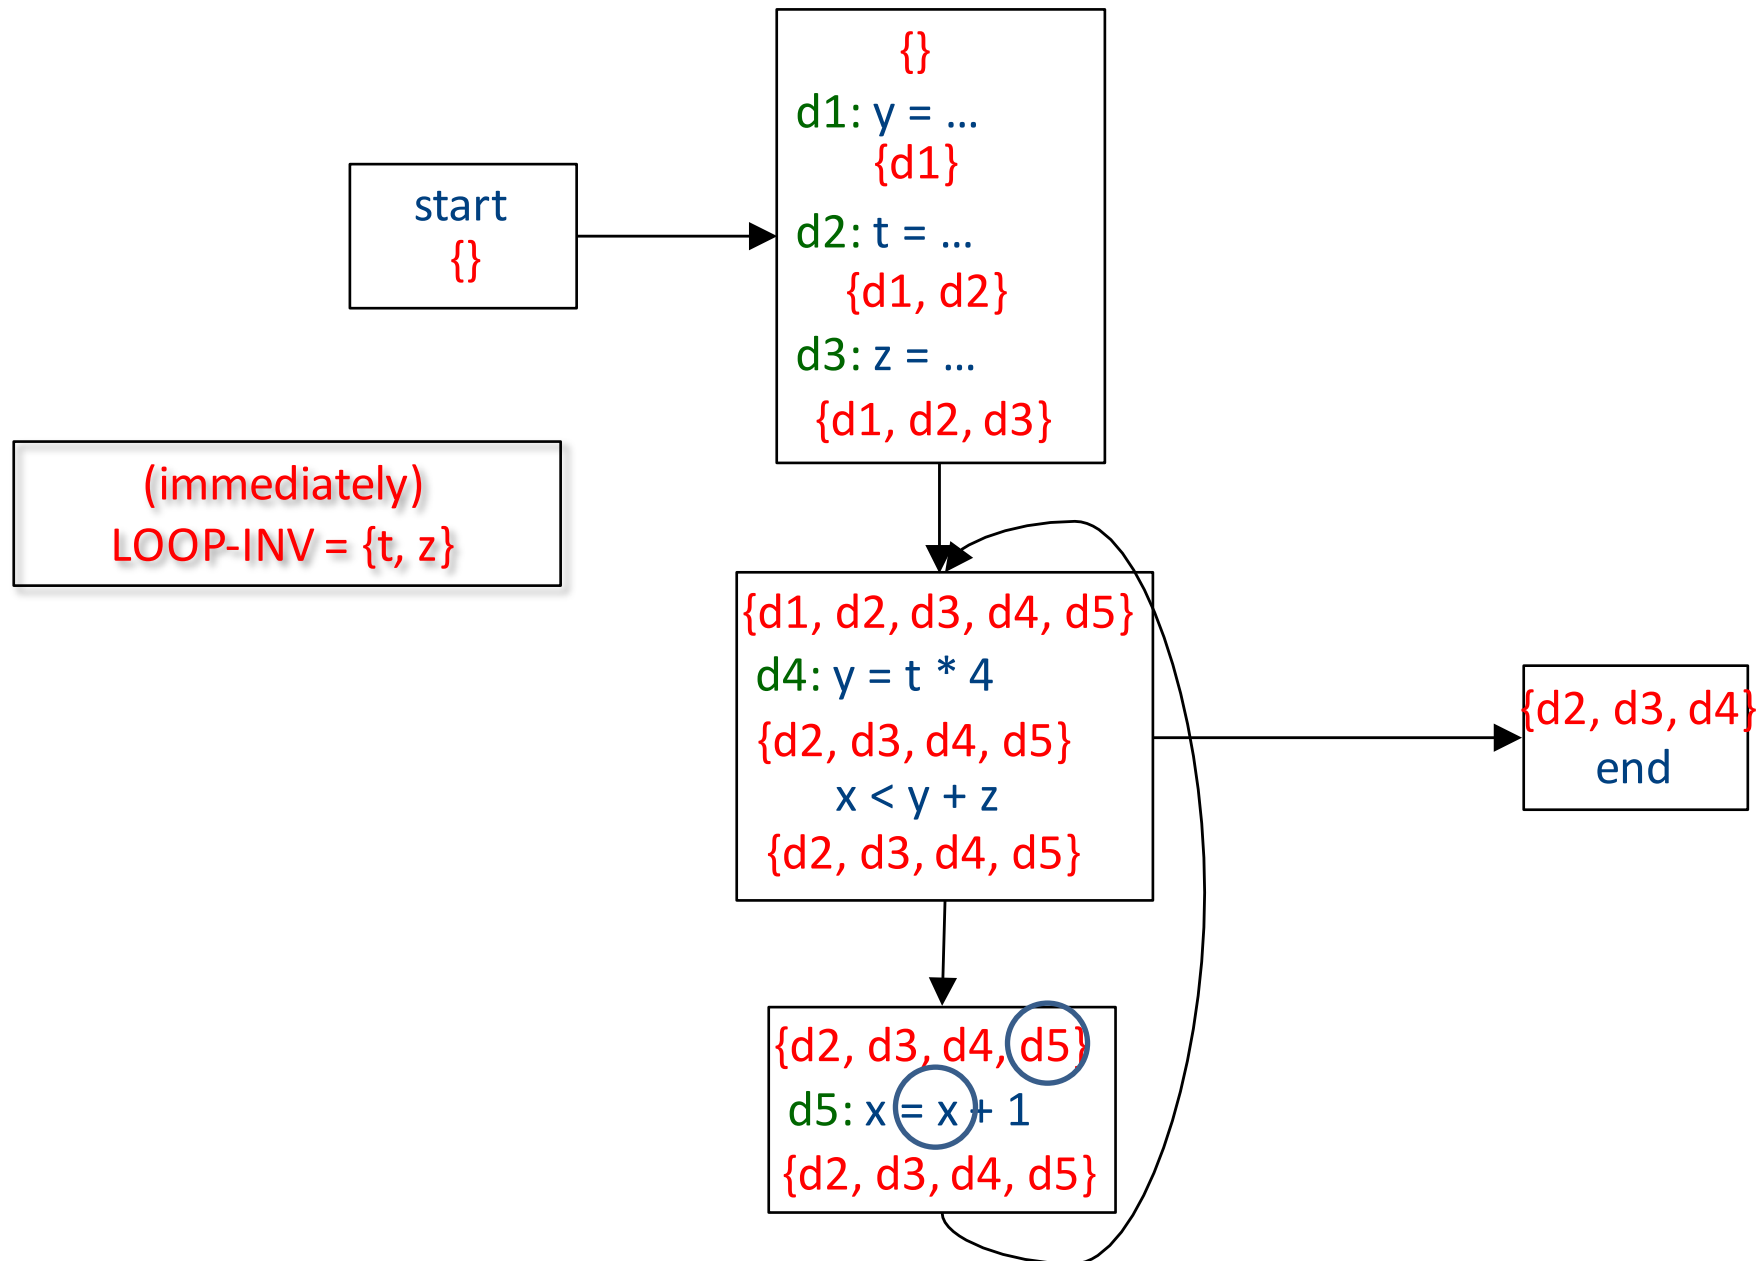 start
{}
{}
d1: y = ...
{d1}
d2: t = ...
{d1, d2}
d3: z = ...
{d1, d2, d3}
(immediately)
LOOP-INV = {t, z}
{d1, d2, d3, d4, d5}
d4: y = t * 4
{d2, d3, d4, d5}
x < y + z
{d2, d3, d4, d5}
{d2, d3, d4}
end
{d2, d3, d4, d5}
d5: x = x + 1
{d2, d3, d4, d5}